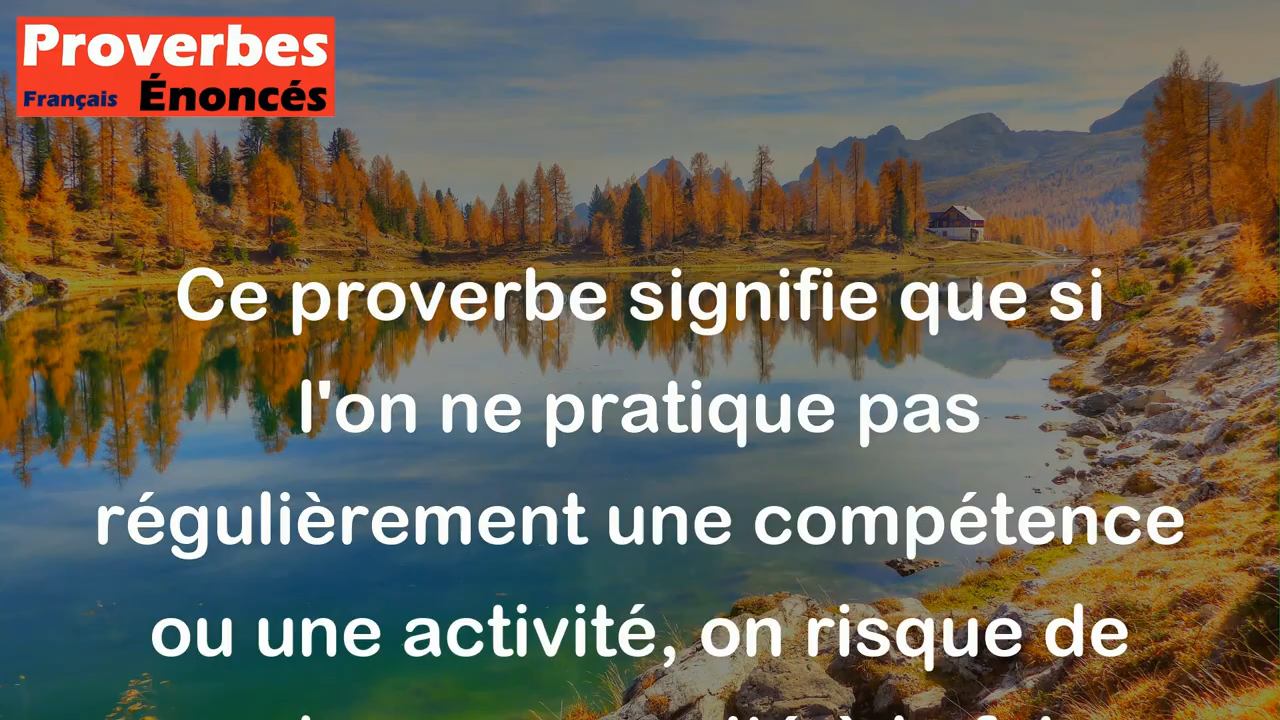 Proverbes
Français Énoncés
Ce proverbe signifie que si
l'on ne pratique pas
régulièrement une compétence
ou une activité, on risque de